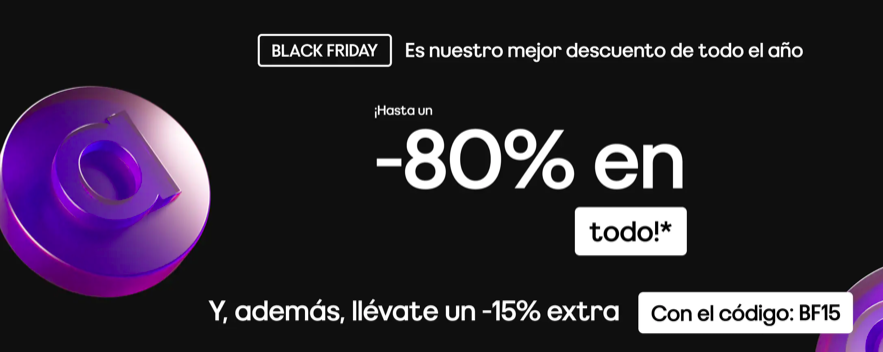 BLACK FRIDAY Es nuestro mejor descuento de todo el año
¡Hasta un
-80% en
todo!*
Y, además, llévate un -15% extra Con el código: BF15